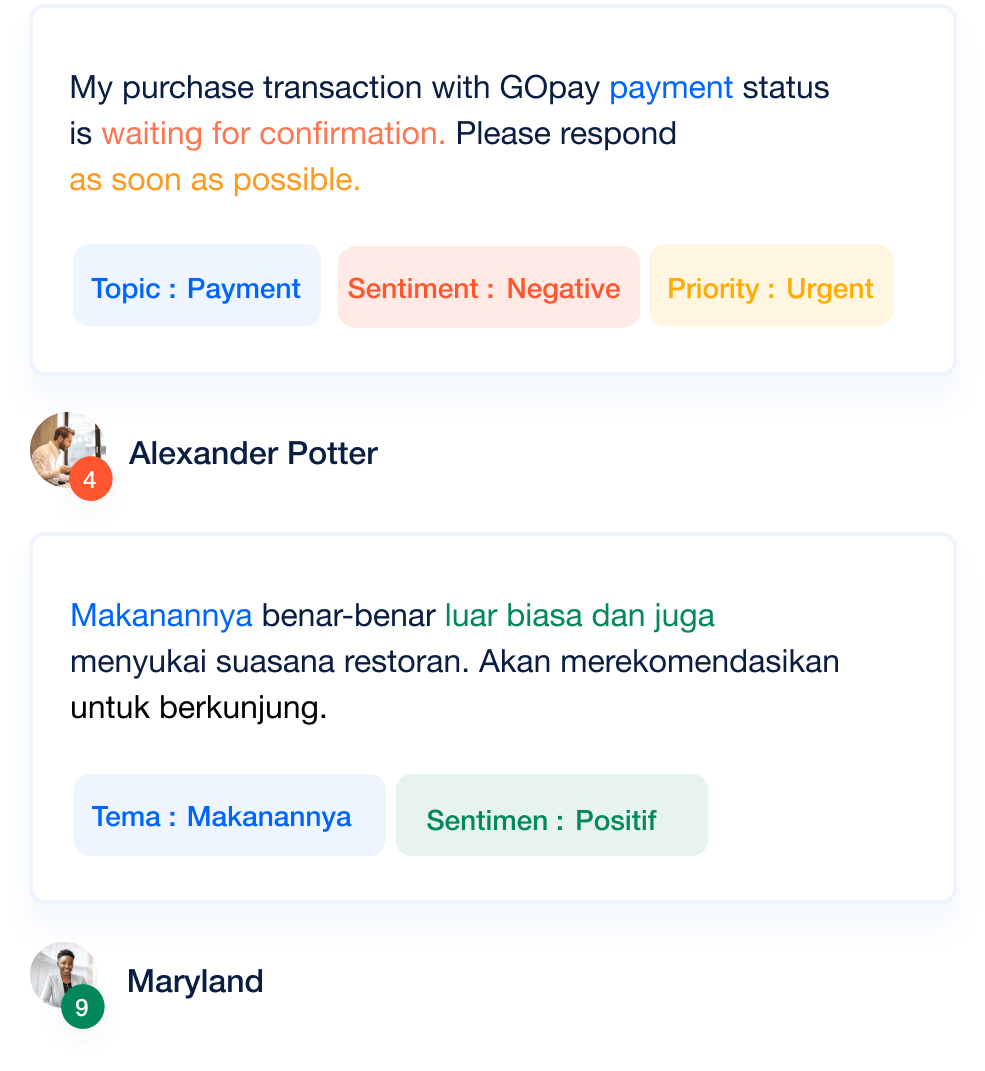 My purchase transaction with GOpay payment status
is waiting for confirmation. Please respond
as soon as possible.
Topic : Payment Sentiment : Negative Priority : Urgent
4 Alexander Potter
Makanannya benar-benar luar biasa dan juga
menyukai suasana restoran. Akan merekomendasikan
untuk berkunjung.
Tema : Makanannya Sentimen : Positif
9 Maryland